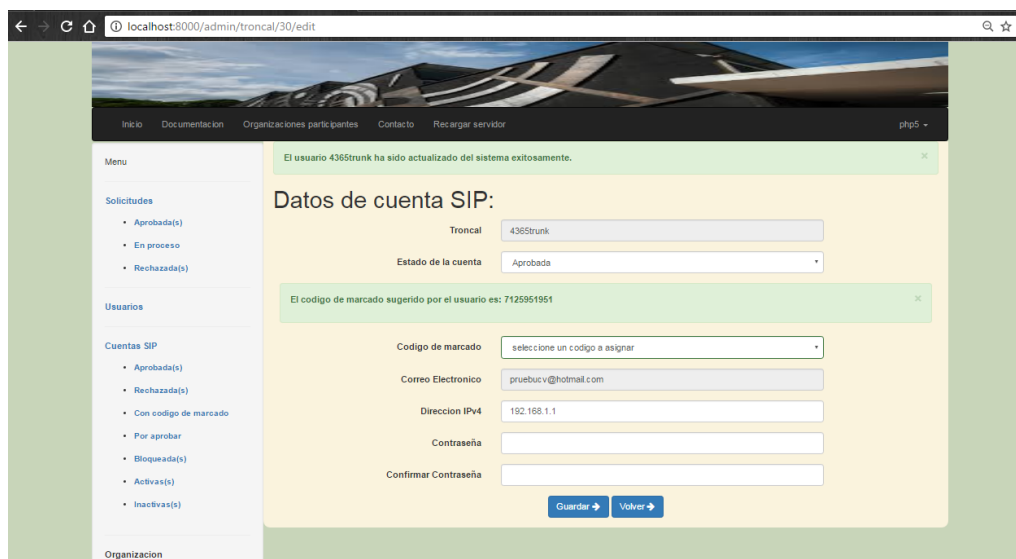 localhost:8000/admin/troncal/30/edit
Inicio Documentacion Organizaciones participantes Contacto Recargar servidor php5
Menu
Solicitudes
Aprobada(s)
En proceso
Rechazada(s)
Usuarios
Cuentas SIP
Aprobada(s)
Rechazada(s)
Con codigo de marcado
Por aprobar
Bloqueada(s)
Activas(s)
Inactivas(s)
Organizacion
El usuario 4365trunk ha sido actualizado del sistema exitosamente. ×
Datos de cuenta SIP:
Troncal 4365trunk
Estado de la cuenta Aprobada
El codigo de marcado sugerido por el usuario es: 7125951951 ×
Codigo de marcado seleccione un codigo a asignar
Correo Electronico pruebucv@hotmail.com
Direccion IPv4 192.168.1.1
Contraseña
Confirmar Contraseña
Guardar Volver